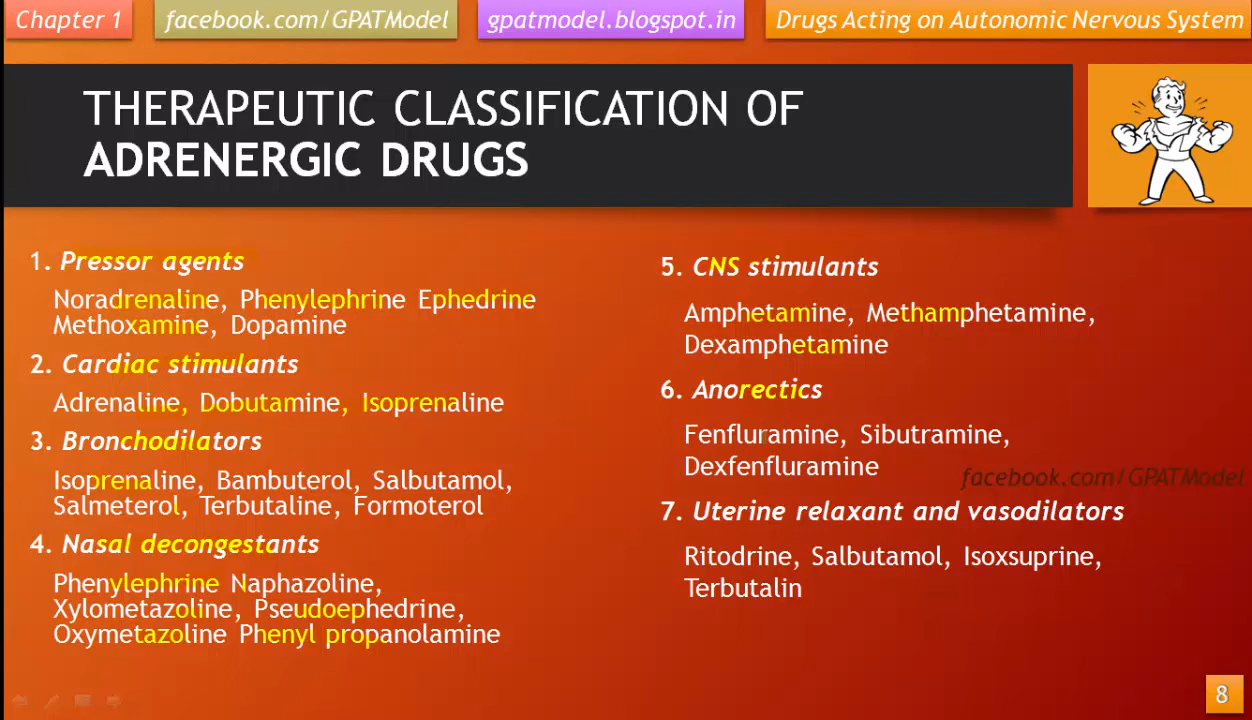 Chapter 1
facebook.com/GPATModel
gpatmodel.blogspot.in
Drugs Acting on Autonomic Nervous System
THERAPEUTIC CLASSIFICATION OF
ADRENERGIC DRUGS
1. Pressor agents
Noradrenaline, Phenylephrine Ephedrine
Methoxamine, Dopamine
2. Cardiac stimulants
Adrenaline, Dobutamine, Isoprenaline
3. Bronchodilators
Isoprenaline, Bambuterol, Salbutamol,
Salmeterol, Terbutaline, Formoterol
4. Nasal decongestants
Phenylephrine Naphazoline,
Xylometazoline, Pseudoephedrine,
Oxymetazoline Phenyl propanolamine
5. CNS stimulants
Amphetamine, Methamphetamine,
Dexamphetamine
6. Anorectics
Fenfluramine, Sibutramine,
Dexfenfluramine
facebook.com/GPATModel
7. Uterine relaxant and vasodilators
Ritodrine, Salbutamol, Isoxsuprine,
Terbutalin
8